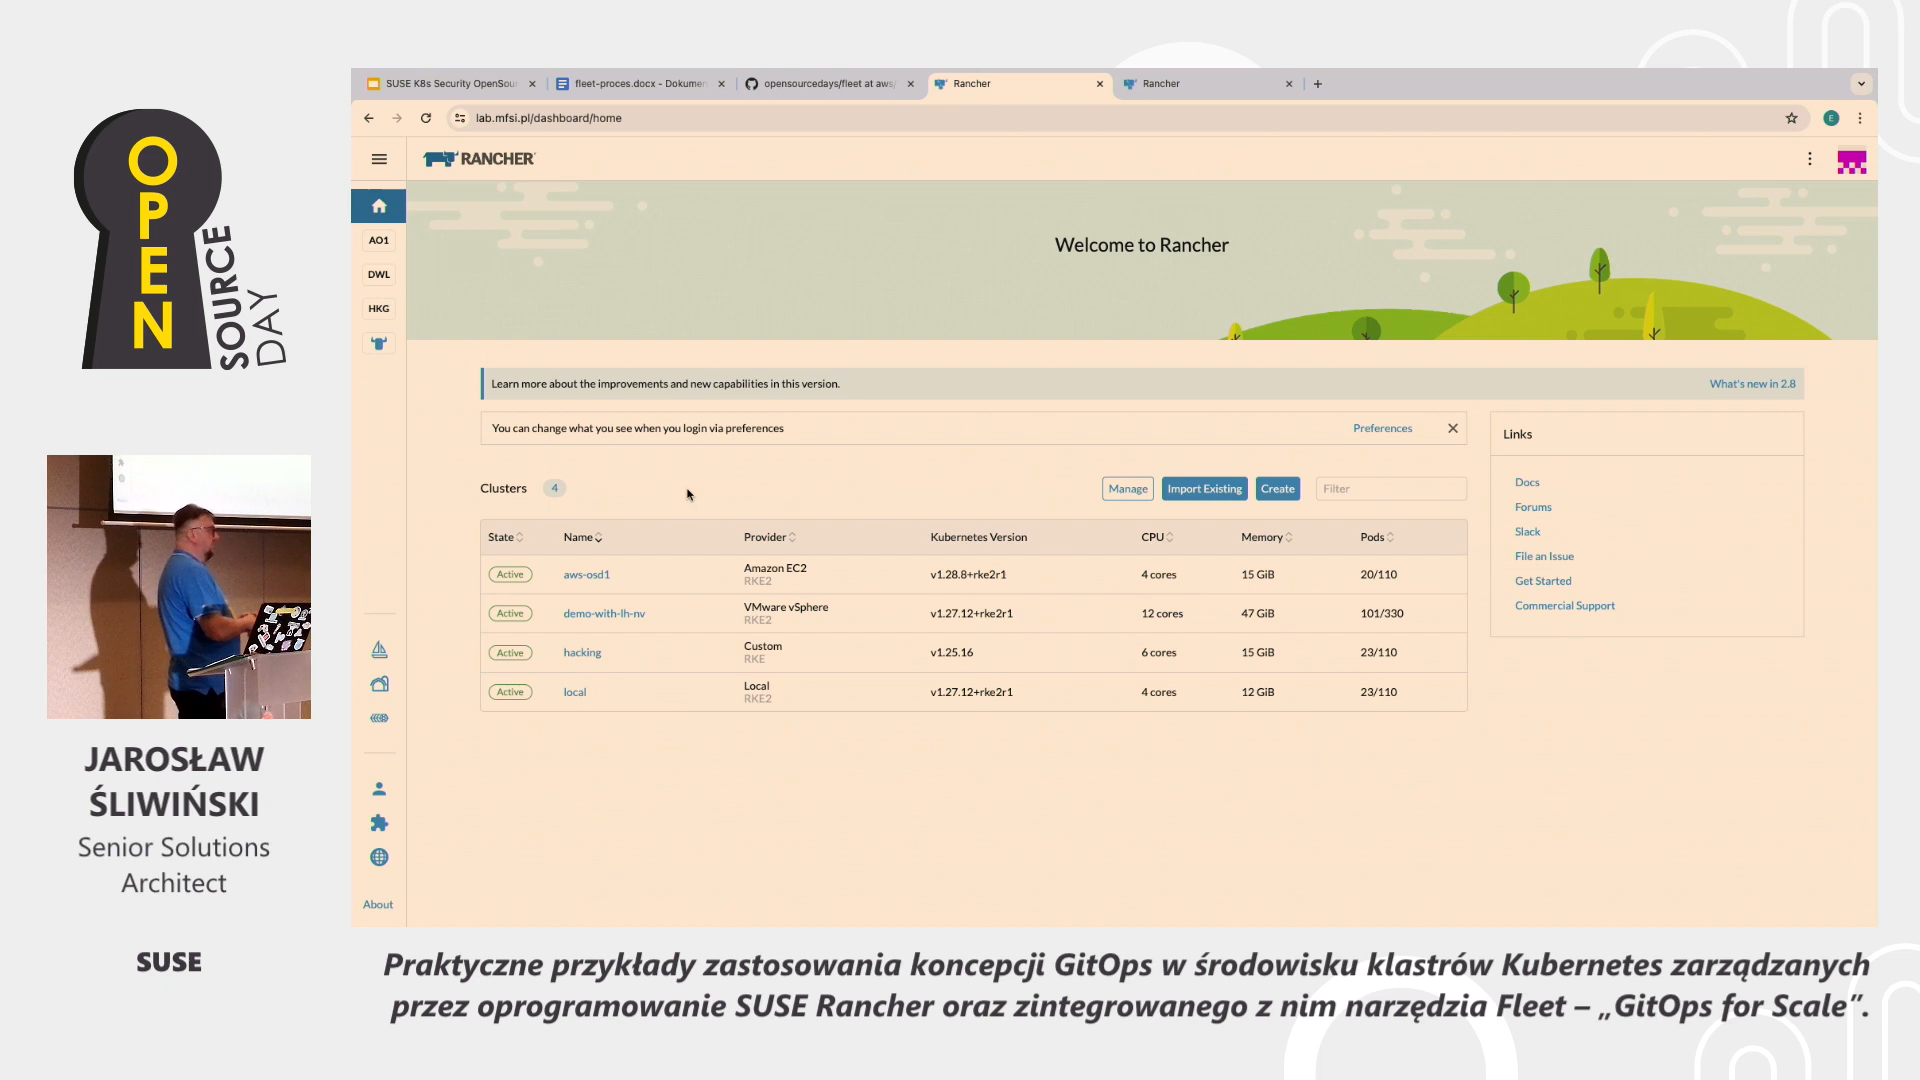 OPEN
SOURCE
DAY
SUSE K8s Security OpenSour
fleet-proces.docx - Dokumen
opensourcedays/fleet at aws/
Rancher
Rancher
lab.mfsi.pl/dashboard/home
E
RANCHER
AO1
DWL
HKG
Welcome to Rancher
Learn more about the improvements and new capabilities in this version.
What's new in 2.8
You can change what you see when you login via preferences
Preferences
Links
Docs
Forums
Slack
File an Issue
Get Started
Commercial Support
Clusters 4
Manage Import Existing Create Filter
State Name Provider Kubernetes Version CPU Memory Pods
Active aws-osd1 Amazon EC2 RKE2 v1.28.8+rke2r1 4 cores 15 GiB 20/110
Active demo-with-lh-nv VMware vSphere RKE2 v1.27.12+rke2r1 12 cores 47 GiB 101/330
Active hacking Custom RKE v1.25.16 6 cores 15 GiB 23/110
Active local Local RKE2 v1.27.12+rke2r1 4 cores 12 GiB 23/110
About
JAROSŁAW
ŚLIWIŃSKI
Senior Solutions
Architect
SUSE
Praktyczne przykłady zastosowania koncepcji GitOps w środowisku klastrów Kubernetes zarządzanych
przez oprogramowanie SUSE Rancher oraz zintegrowanego z nim narzędzia Fleet – „GitOps for Scale”.